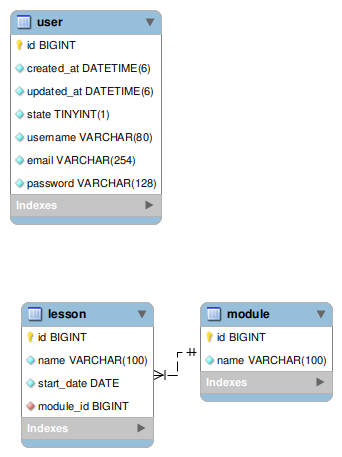 user
id BIGINT
created_at DATETIME(6)
updated_at DATETIME(6)
state TINYINT(1)
username VARCHAR(80)
email VARCHAR(254)
password VARCHAR(128)
Indexes
lesson
id BIGINT
name VARCHAR(100)
start_date DATE
module_id BIGINT
Indexes
module
id BIGINT
name VARCHAR(100)
Indexes